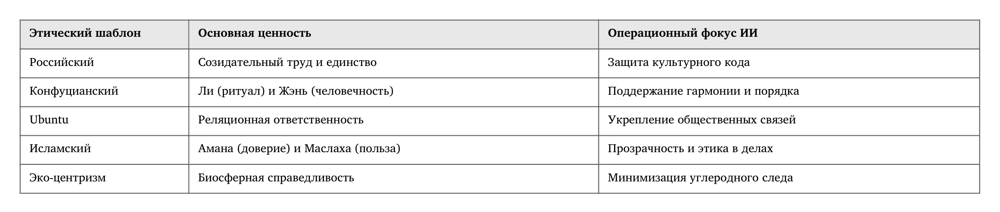 Этический шаблон Основная ценность Операционный фокус ИИ
Российский Созидательный труд и единство Защита культурного кода
Конфуцианский Ли (ритуал) и Жэнь (человечность) Поддержание гармонии и порядка
Ubuntu Реляционная ответственность Укрепление общественных связей
Исламский Амана (доверие) и Маслаха (польза) Прозрачность и этика в делах
Эко-центризм Биосферная справедливость Минимизация углеродного следа